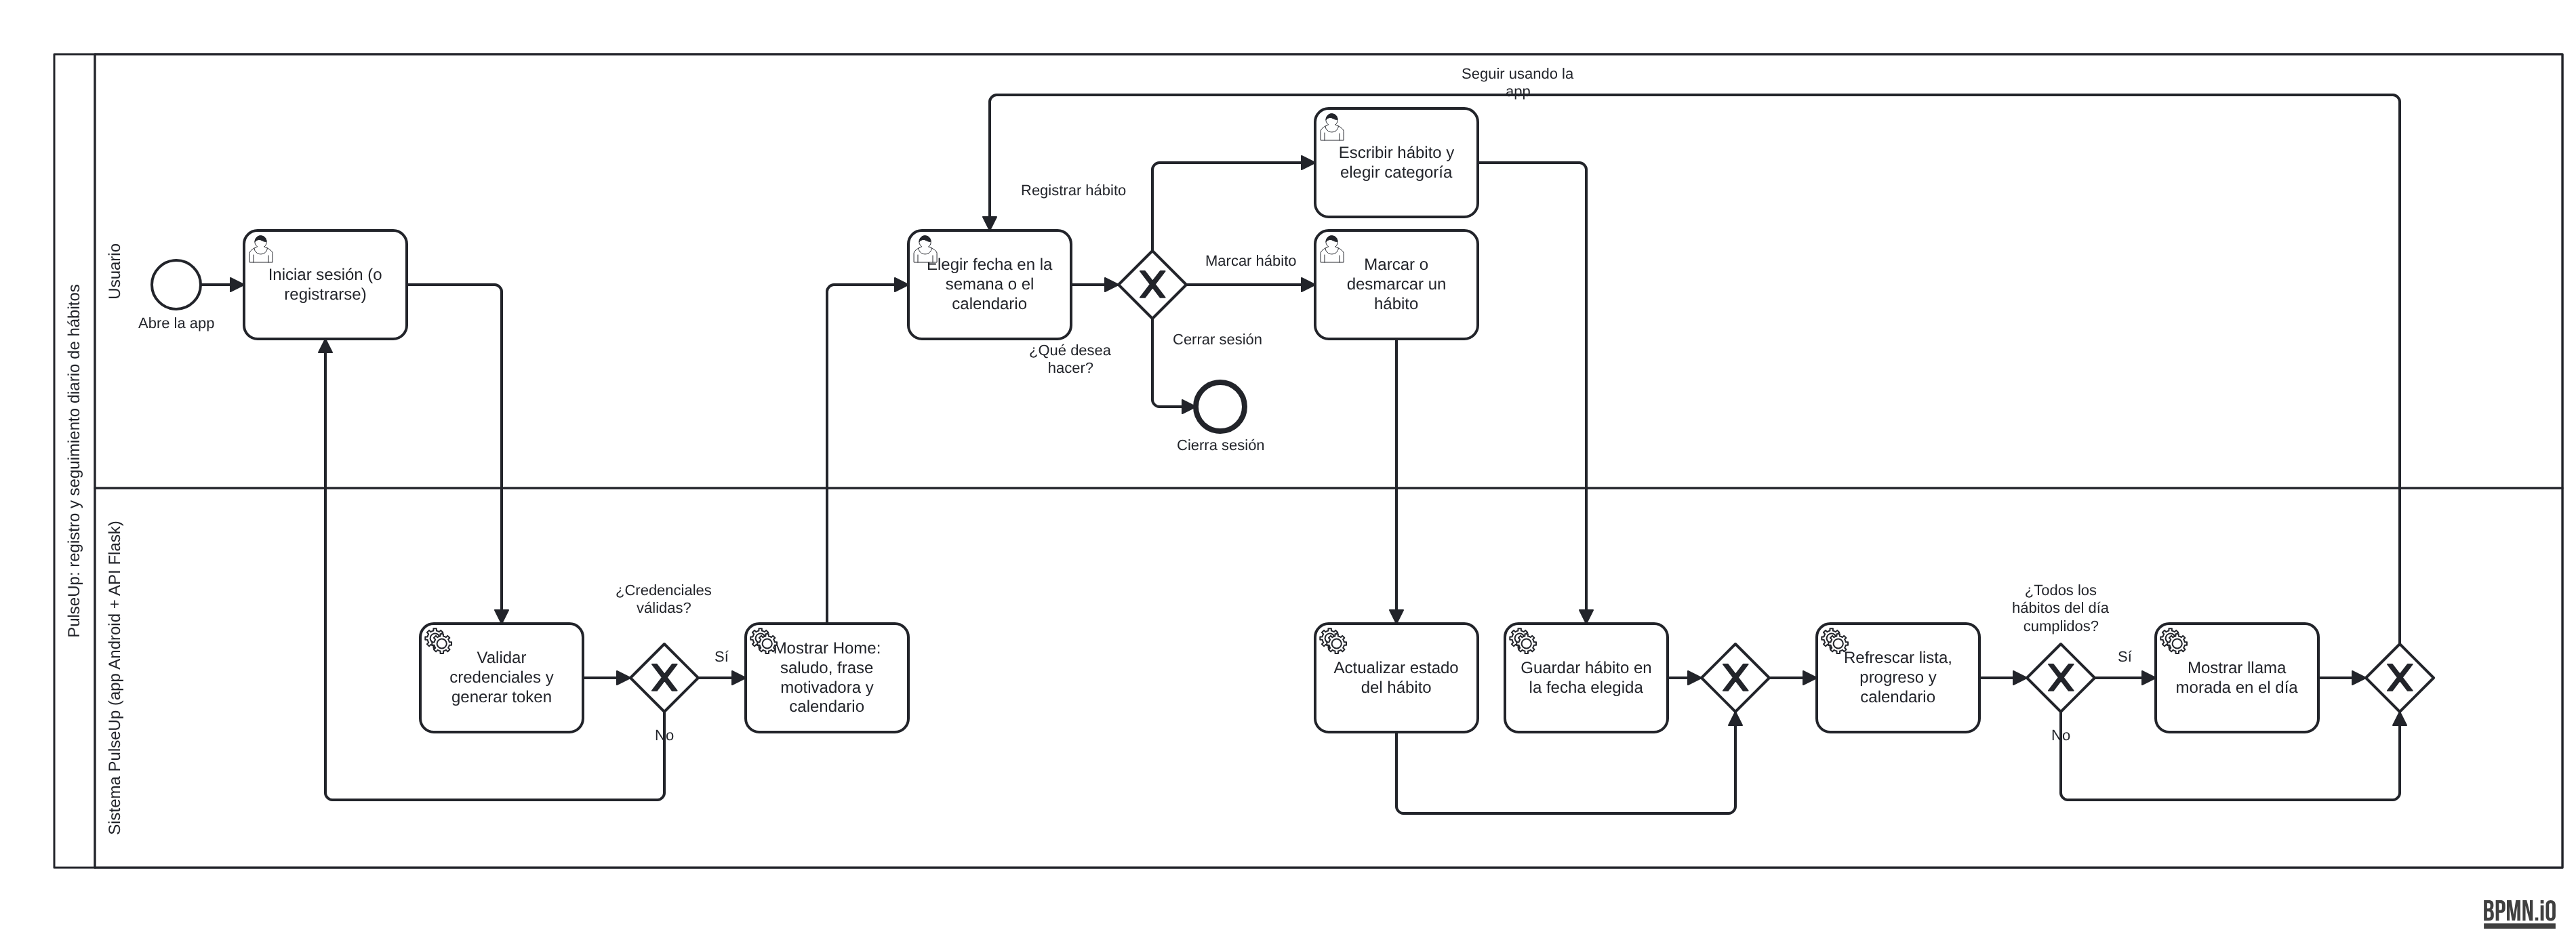 PulseUp: registro y seguimiento diario de hábitos
Usuario
Sistema PulseUp (app Android + API Flask)
Abre la app
Iniciar sesión (o
registrarse)
Validar
credenciales y
generar token
¿Credenciales
válidas?
Sí
No
Mostrar Home:
saludo, frase
motivadora y
calendario
Elegir fecha en la
semana o el
calendario
¿Qué desea
hacer?
Registrar hábito
Marcar hábito
Cerrar sesión
Cierra sesión
Escribir hábito y
elegir categoría
Marcar o
desmarcar un
hábito
Seguir usando la
app
Actualizar estado
del hábito
Guardar hábito en
la fecha elegida
Refrescar lista,
progreso y
calendario
¿Todos los
hábitos del día
cumplidos?
Sí
No
Mostrar llama
morada en el día
BPMN.iO